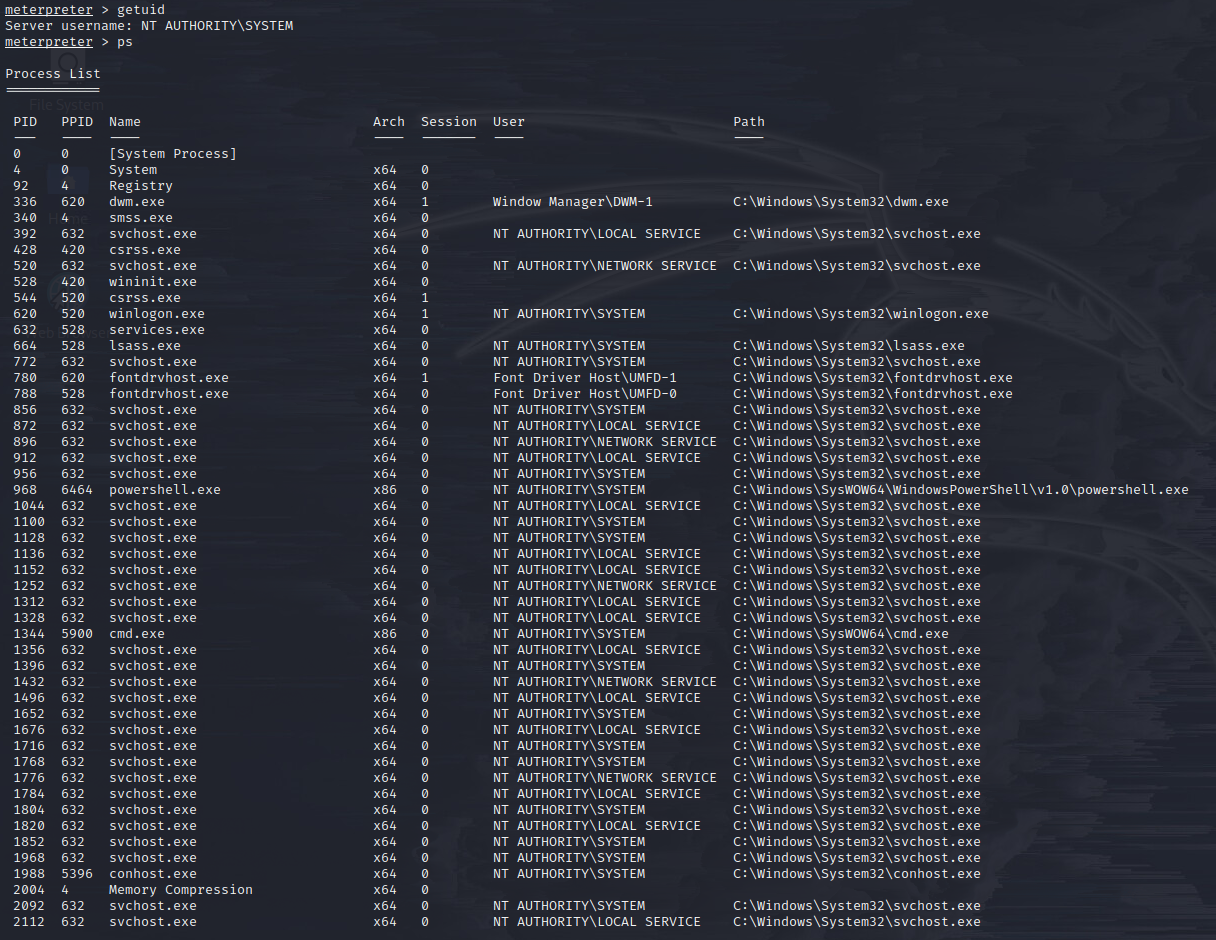 meterpreter > getuid
Server username: NT AUTHORITY\SYSTEM
meterpreter > ps
Process List
File System
PID PPID Name Arch Session User Path
0 0 [System Process]
4 0 System x64 0
92 4 Registry x64 0
336 620 dwm.exe x64 1 Window Manager\DWM-1 C:\Windows\System32\dwm.exe
340 4 smss.exe x64 0
392 632 svchost.exe x64 0 NT AUTHORITY\LOCAL SERVICE C:\Windows\System32\svchost.exe
428 420 csrss.exe x64 0
520 632 svchost.exe x64 0 NT AUTHORITY\NETWORK SERVICE C:\Windows\System32\svchost.exe
528 420 wininit.exe x64 0
544 520 csrss.exe x64 1
620 520 winlogon.exe x64 1 NT AUTHORITY\SYSTEM C:\Windows\System32\winlogon.exe
632 528 services.exe x64 0
664 528 lsass.exe x64 0 NT AUTHORITY\SYSTEM C:\Windows\System32\lsass.exe
772 632 svchost.exe x64 0 NT AUTHORITY\SYSTEM C:\Windows\System32\svchost.exe
780 620 fontdrvhost.exe x64 1 Font Driver Host\UMFD-1 C:\Windows\System32\fontdrvhost.exe
788 528 fontdrvhost.exe x64 0 Font Driver Host\UMFD-0 C:\Windows\System32\fontdrvhost.exe
856 632 svchost.exe x64 0 NT AUTHORITY\SYSTEM C:\Windows\System32\svchost.exe
872 632 svchost.exe x64 0 NT AUTHORITY\LOCAL SERVICE C:\Windows\System32\svchost.exe
896 632 svchost.exe x64 0 NT AUTHORITY\NETWORK SERVICE C:\Windows\System32\svchost.exe
912 632 svchost.exe x64 0 NT AUTHORITY\LOCAL SERVICE C:\Windows\System32\svchost.exe
956 632 svchost.exe x64 0 NT AUTHORITY\SYSTEM C:\Windows\System32\svchost.exe
968 6464 powershell.exe x86 0 NT AUTHORITY\SYSTEM C:\Windows\SysWOW64\WindowsPowerShell\v1.0\powershell.exe
1044 632 svchost.exe x64 0 NT AUTHORITY\LOCAL SERVICE C:\Windows\System32\svchost.exe
1100 632 svchost.exe x64 0 NT AUTHORITY\SYSTEM C:\Windows\System32\svchost.exe
1128 632 svchost.exe x64 0 NT AUTHORITY\SYSTEM C:\Windows\System32\svchost.exe
1136 632 svchost.exe x64 0 NT AUTHORITY\LOCAL SERVICE C:\Windows\System32\svchost.exe
1152 632 svchost.exe x64 0 NT AUTHORITY\LOCAL SERVICE C:\Windows\System32\svchost.exe
1252 632 svchost.exe x64 0 NT AUTHORITY\NETWORK SERVICE C:\Windows\System32\svchost.exe
1312 632 svchost.exe x64 0 NT AUTHORITY\LOCAL SERVICE C:\Windows\System32\svchost.exe
1328 632 svchost.exe x64 0 NT AUTHORITY\LOCAL SERVICE C:\Windows\System32\svchost.exe
1344 5900 cmd.exe x86 0 NT AUTHORITY\SYSTEM C:\Windows\SysWOW64\cmd.exe
1356 632 svchost.exe x64 0 NT AUTHORITY\LOCAL SERVICE C:\Windows\System32\svchost.exe
1396 632 svchost.exe x64 0 NT AUTHORITY\SYSTEM C:\Windows\System32\svchost.exe
1432 632 svchost.exe x64 0 NT AUTHORITY\NETWORK SERVICE C:\Windows\System32\svchost.exe
1496 632 svchost.exe x64 0 NT AUTHORITY\LOCAL SERVICE C:\Windows\System32\svchost.exe
1652 632 svchost.exe x64 0 NT AUTHORITY\SYSTEM C:\Windows\System32\svchost.exe
1676 632 svchost.exe x64 0 NT AUTHORITY\LOCAL SERVICE C:\Windows\System32\svchost.exe
1716 632 svchost.exe x64 0 NT AUTHORITY\SYSTEM C:\Windows\System32\svchost.exe
1768 632 svchost.exe x64 0 NT AUTHORITY\SYSTEM C:\Windows\System32\svchost.exe
1776 632 svchost.exe x64 0 NT AUTHORITY\NETWORK SERVICE C:\Windows\System32\svchost.exe
1784 632 svchost.exe x64 0 NT AUTHORITY\LOCAL SERVICE C:\Windows\System32\svchost.exe
1804 632 svchost.exe x64 0 NT AUTHORITY\SYSTEM C:\Windows\System32\svchost.exe
1820 632 svchost.exe x64 0 NT AUTHORITY\LOCAL SERVICE C:\Windows\System32\svchost.exe
1852 632 svchost.exe x64 0 NT AUTHORITY\SYSTEM C:\Windows\System32\svchost.exe
1968 632 svchost.exe x64 0 NT AUTHORITY\SYSTEM C:\Windows\System32\svchost.exe
1988 5396 conhost.exe x64 0 NT AUTHORITY\SYSTEM C:\Windows\System32\conhost.exe
2004 4 Memory Compression x64 0
2092 632 svchost.exe x64 0 NT AUTHORITY\SYSTEM C:\Windows\System32\svchost.exe
2112 632 svchost.exe x64 0 NT AUTHORITY\LOCAL SERVICE C:\Windows\System32\svchost.exe